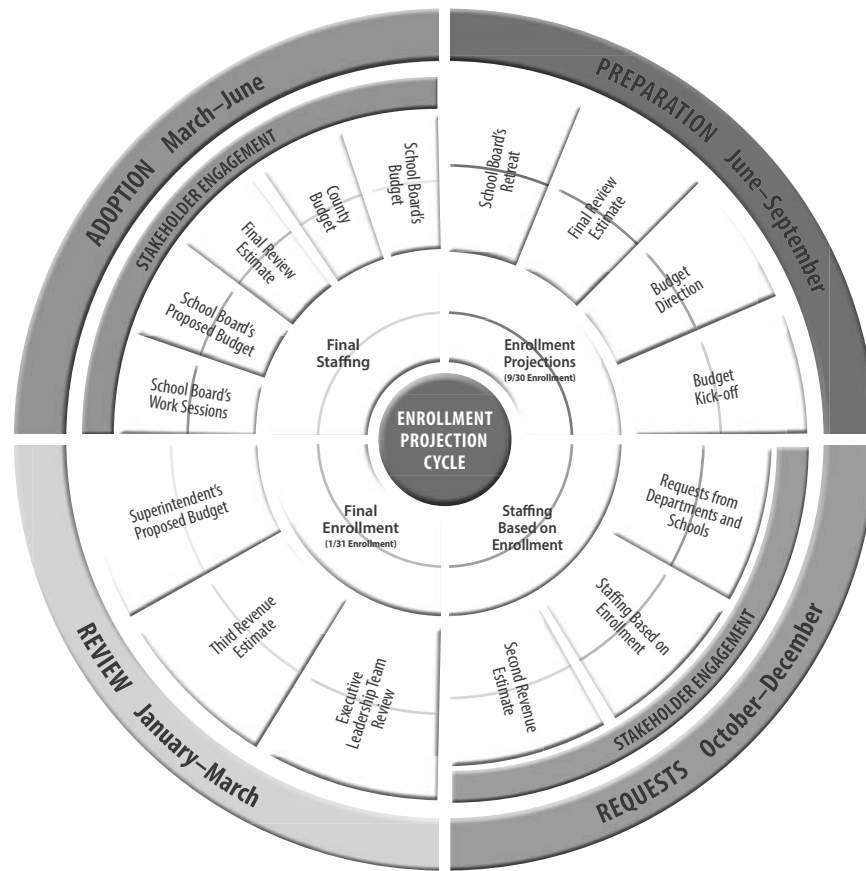 PREPARATION June–September
School Board's
Retreat
Final Review
Estimate
Budget
Direction
Budget
Kick-off
Enrollment
Projections
(9/30 Enrollment)
REQUESTS October–December
STAKEHOLDER ENGAGEMENT
Requests from
Departments and
Schools
Staffing Based on
Enrollment
Second Revenue
Estimate
Staffing
Based on
Enrollment
REVIEW January–March
Executive
Leadership Team
Review
Third Revenue
Estimate
Superintendent's
Proposed Budget
Final
Enrollment
(1/31 Enrollment)
ADOPTION March–June
STAKEHOLDER ENGAGEMENT
School Board's
Work Sessions
School Board's
Proposed Budget
Final Review
Estimate
County
Budget
School Board's
Budget
Final
Staffing
ENROLLMENT
PROJECTION
CYCLE